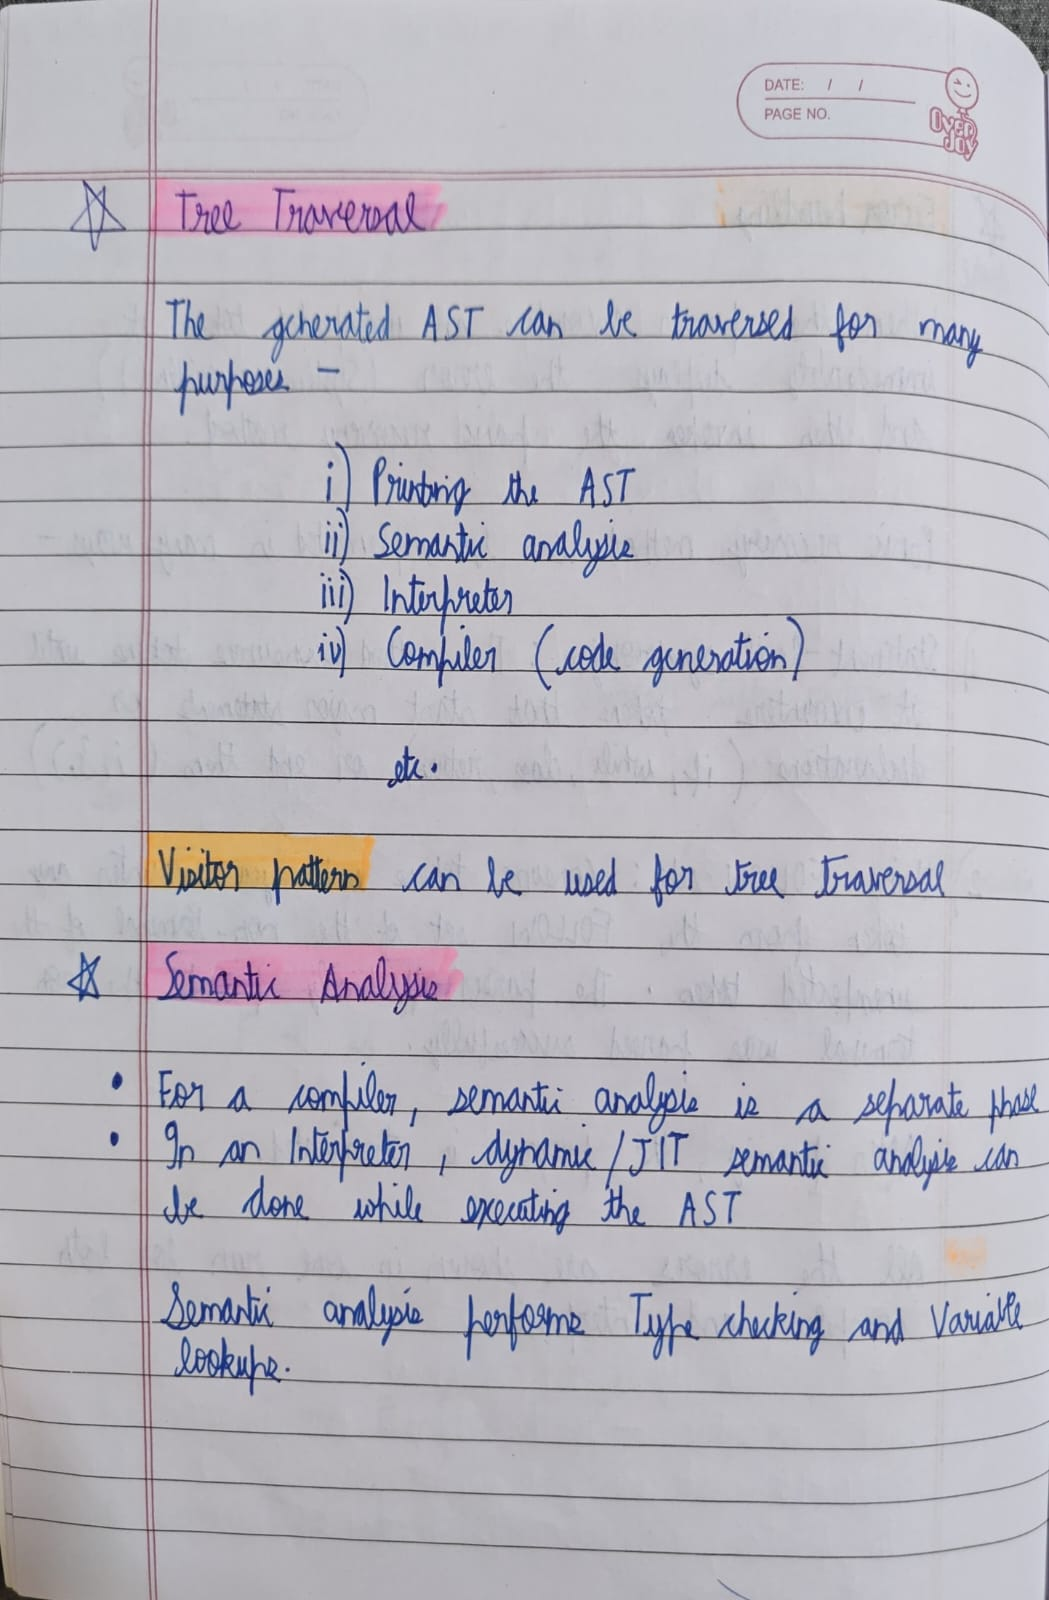 DATE: / /
PAGE NO.
Over Joy
Tree Traversal
The generated AST can be traversed for many
purposes -
i) Printing the AST
ii) Semantic analysis
iii) Interpreter
iv) Compiler (code generation)
etc.
Visitor pattern can be used for tree traversal
Semantic Analysis
• For a compiler, semantic analysis is a separate phase
• In an Interpreter, dynamic/JIT semantic analysis can
be done while executing the AST
Semantic analysis performs Type checking and Variable
lookups.